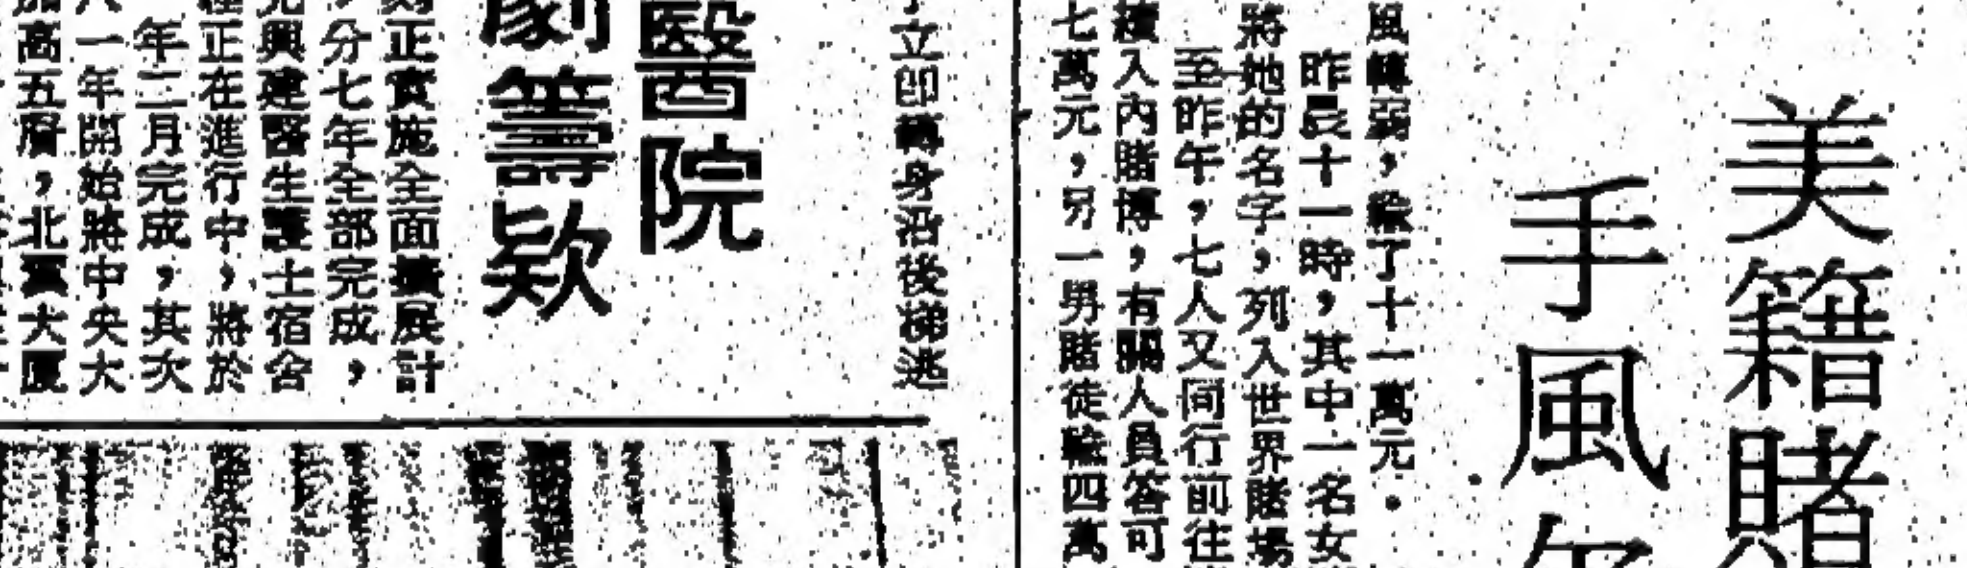 美籍賭
手風
風轉弱，輸了十一萬元。
昨晨十一時，其中一名女
將她的名字，列入世界賭場
至昨午，七人又同行前往
續入內賭博，有關人員答可
七萬元，另一男賭徒輸四萬
立即轉身沿後梯逃
醫院
劇籌款
正實施全面擴展計
分七年全部完成，
興建醫生護士宿舍
正在進行中，將於
年二月完成，其次
一年開始將中央大
高五層，北翼大廈